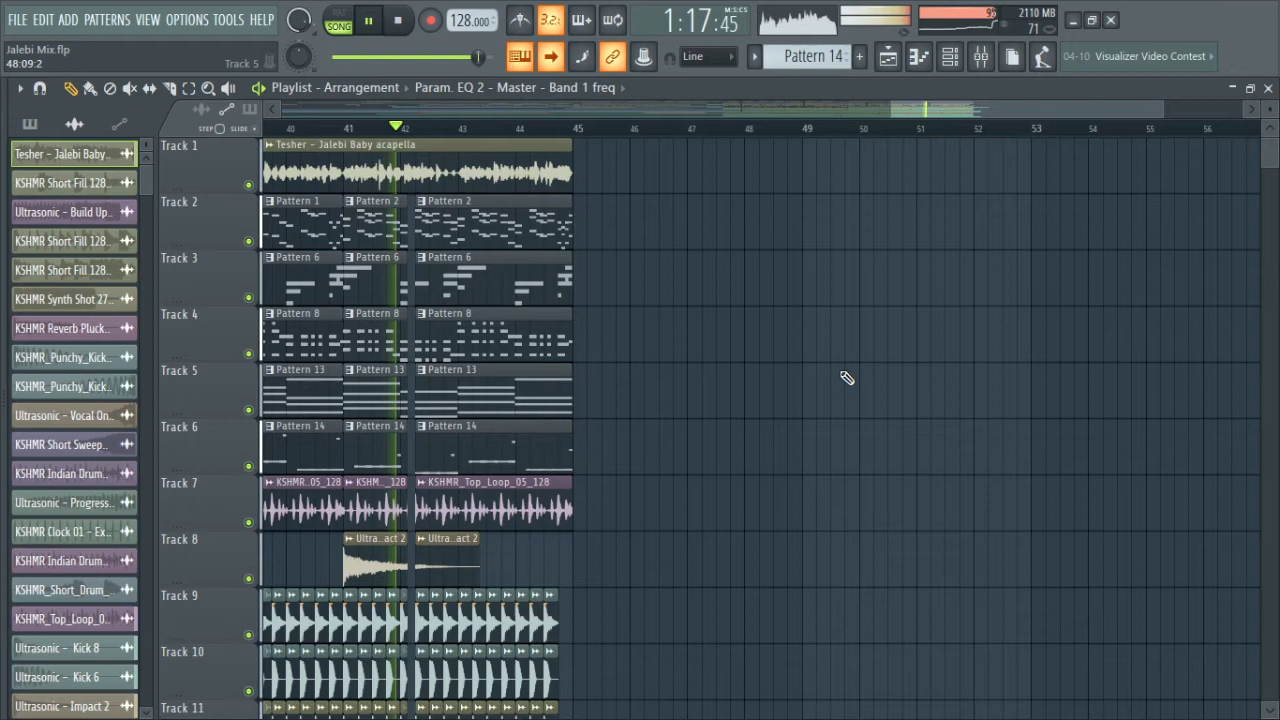 FILE EDIT ADD PATTERNS VIEW OPTIONS TOOLS HELP
PAT
SONG
128.000
3.2:
1:17:45
M:S:CS
2110 MB
71
Jalebi Mix.flp
48:09:2
Track 5
Line
Pattern 14
04-10 Visualizer Video Contest
Playlist - Arrangement
Param. EQ 2 - Master - Band 1 freq
STEP SLIDE
40 41 42 43 44 45 46 47 48 49 50 51 52 53 54 55 56
Tesher - Jalebi Baby..
KSHMR Short Fill 128..
Ultrasonic - Build Up..
KSHMR Short Fill 128..
KSHMR Short Fill 128..
KSHMR Synth Shot 27..
KSHMR Reverb Pluck..
KSHMR_Punchy_Kick..
KSHMR_Punchy_Kick..
Ultrasonic - Vocal On..
KSHMR Short Sweep..
KSHMR Indian Drum..
Ultrasonic - Progress..
KSHMR Clock 01 - Ex..
KSHMR Indian Drum..
KSHMR_Short_Drum_..
KSHMR_Top_Loop_0..
Ultrasonic - Kick 8
Ultrasonic - Kick 6
Ultrasonic - Impact 2
Track 1
Tesher - Jalebi Baby acapella
Track 2
Pattern 1 Pattern 2 Pattern 2
Track 3
Pattern 6 Pattern 6 Pattern 6
Track 4
Pattern 8 Pattern 8 Pattern 8
Track 5
Pattern 13 Pattern 13 Pattern 13
Track 6
Pattern 14 Pattern 14 Pattern 14
Track 7
KSHMR..05_128 KSHM.._128 KSHMR_Top_Loop_05_128
Track 8
Ultra..act 2 Ultra..act 2
Track 9
Track 10
Track 11